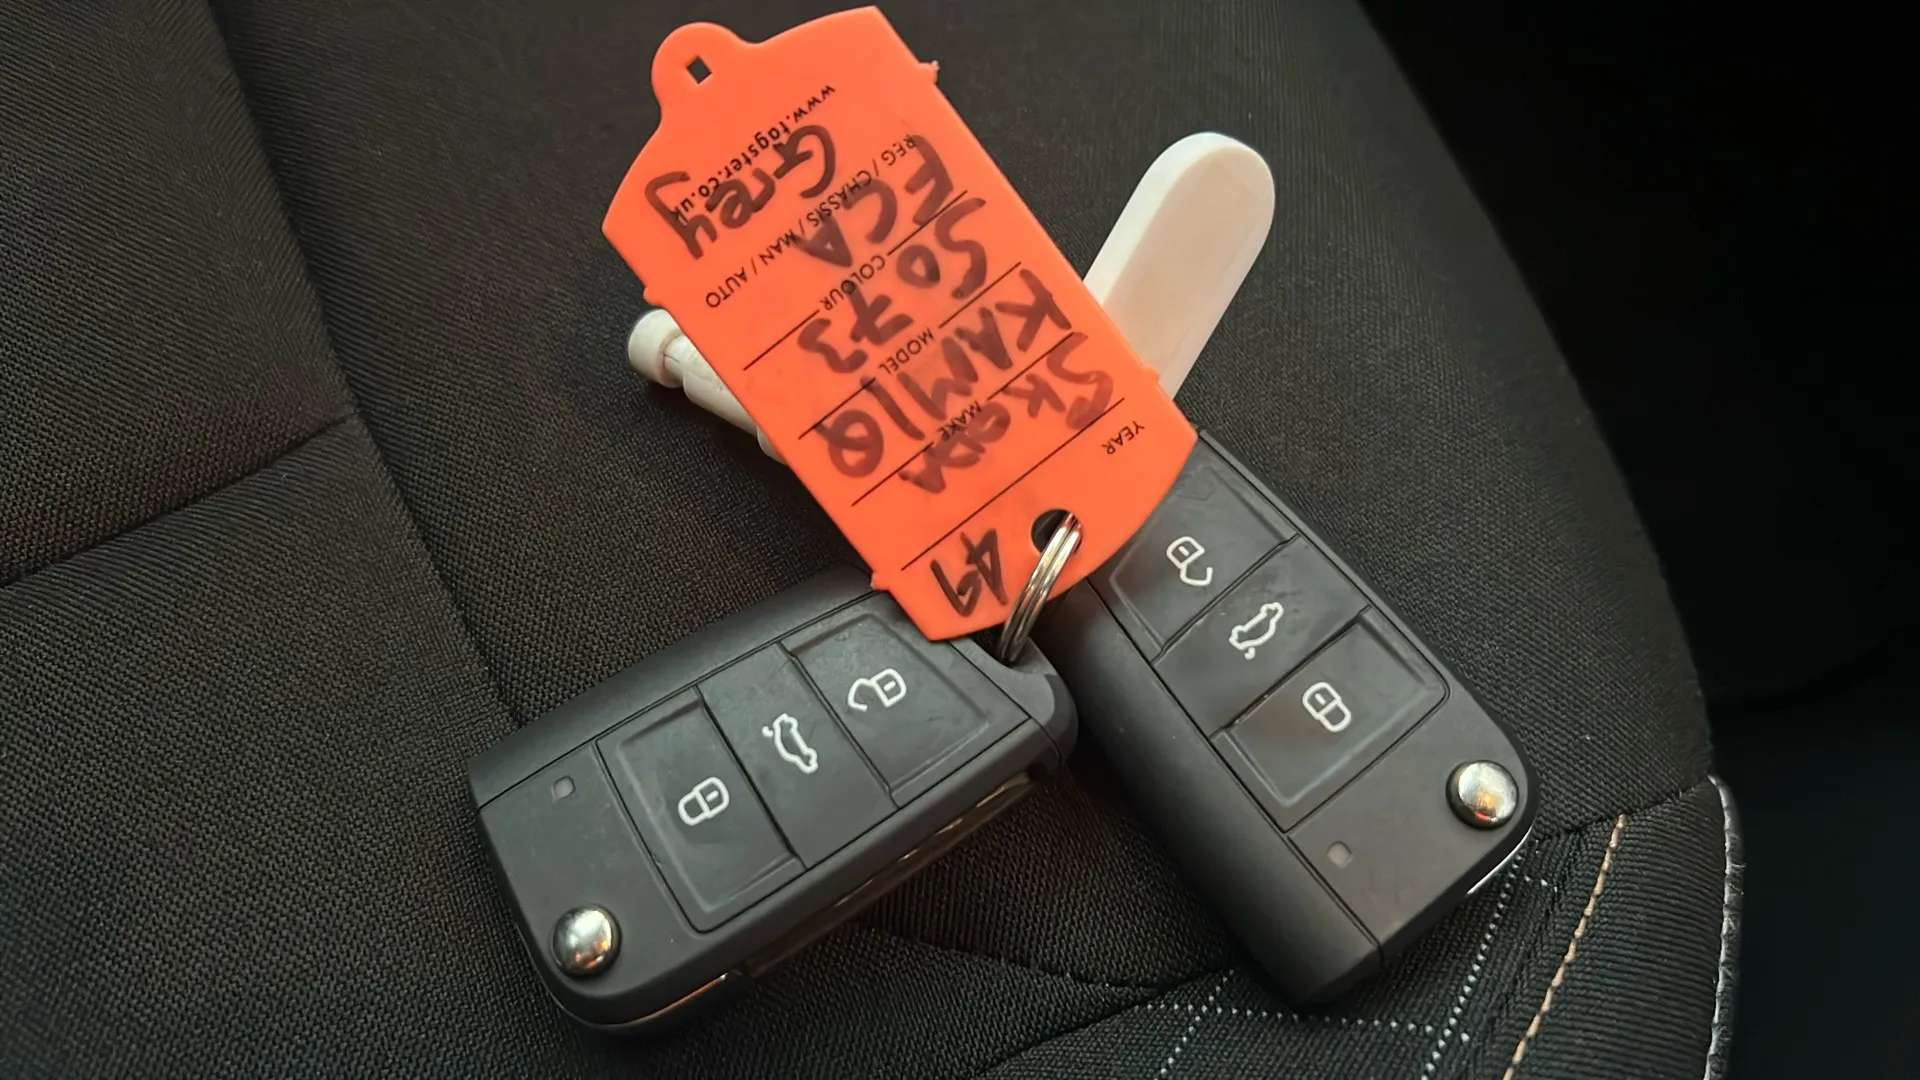 49
YEAR
SKODA
MAKE
KAMIQ
MODEL
SO73
COLOUR
ECA
REG / CHASSIS / MAN / AUTO
Grey
www.tagster.co.uk